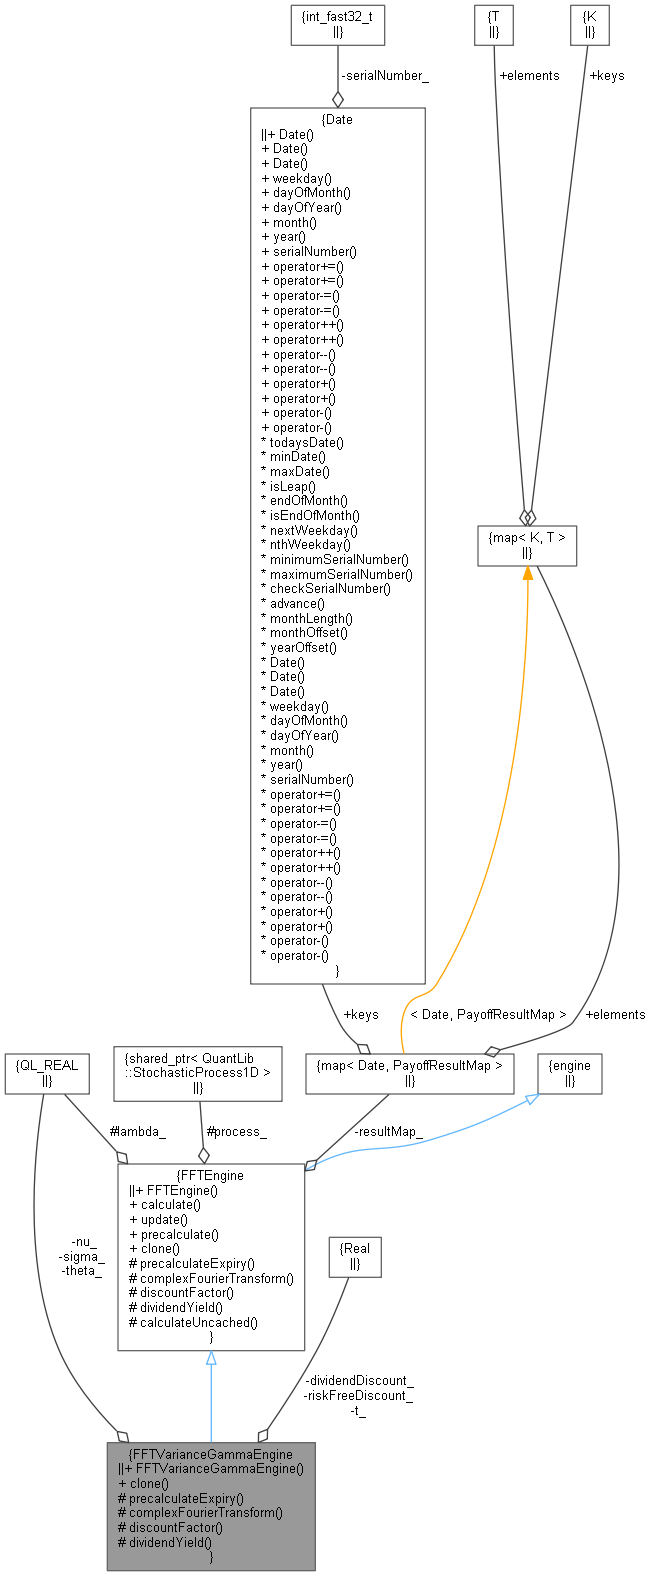 {int_fast32_t
||}
{T
||}
{K
||}
-serialNumber_
+elements
+keys
{Date
||+ Date()
+ Date()
+ Date()
+ weekday()
+ dayOfMonth()
+ dayOfYear()
+ month()
+ year()
+ serialNumber()
+ operator+=()
+ operator+=()
+ operator-=()
+ operator-=()
+ operator++()
+ operator++()
+ operator--()
+ operator--()
+ operator+()
+ operator+()
+ operator-()
+ operator-()
* todaysDate()
* minDate()
* maxDate()
* isLeap()
* endOfMonth()
* isEndOfMonth()
* nextWeekday()
* nthWeekday()
* minimumSerialNumber()
* maximumSerialNumber()
* checkSerialNumber()
* advance()
* monthLength()
* monthOffset()
* yearOffset()
* Date()
* Date()
* Date()
* weekday()
* dayOfMonth()
* dayOfYear()
* month()
* year()
* serialNumber()
* operator+=()
* operator+=()
* operator-=()
* operator-=()
* operator++()
* operator++()
* operator--()
* operator--()
* operator+()
* operator+()
* operator-()
* operator-()
}
{map< K, T >
||}
+keys
< Date, PayoffResultMap >
+elements
{QL_REAL
||}
{shared_ptr< QuantLib
::StochasticProcess1D >
||}
{map< Date, PayoffResultMap >
||}
{engine
||}
#lambda_
#process_
-resultMap_
{FFTEngine
||+ FFTEngine()
+ calculate()
+ update()
+ precalculate()
+ clone()
# precalculateExpiry()
# complexFourierTransform()
# discountFactor()
# dividendYield()
# calculateUncached()
}
-nu_
-sigma_
-theta_
{Real
||}
-dividendDiscount_
-riskFreeDiscount_
-t_
{FFTVarianceGammaEngine
||+ FFTVarianceGammaEngine()
+ clone()
# precalculateExpiry()
# complexFourierTransform()
# discountFactor()
# dividendYield()
}